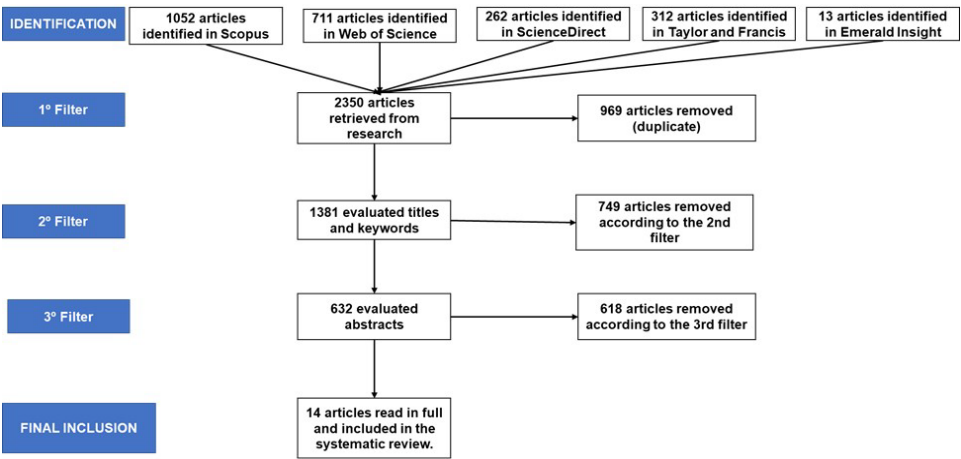 IDENTIFICATION
1052 articles
identified in Scopus
711 articles identified
in Web of Science
262 articles identified
in ScienceDirect
312 articles identified
in Taylor and Francis
13 articles identified
in Emerald Insight
1º Filter
2350 articles
retrieved from
research
969 articles removed
(duplicate)
2º Filter
1381 evaluated titles
and keywords
749 articles removed
according to the 2nd
filter
3º Filter
632 evaluated
abstracts
618 articles removed
according to the 3rd filter
FINAL INCLUSION
14 articles read in full
and included in the
systematic review.